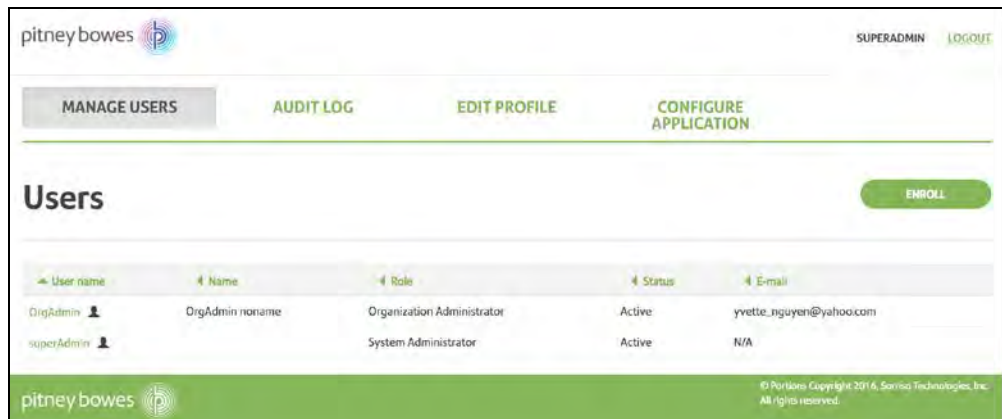 pitney bowes
SUPERADMIN LOGOUT
MANAGE USERS AUDIT LOG EDIT PROFILE CONFIGURE
APPLICATION
Users
ENROLL
User name Name Role Status E-mail
OrgAdmin OrgAdmin noname Organization Administrator Active yvette_nguyen@yahoo.com
superAdmin System Administrator Active N/A
pitney bowes
© Portions Copyright 2016, Sorriso Technologies, Inc.
All rights reserved.